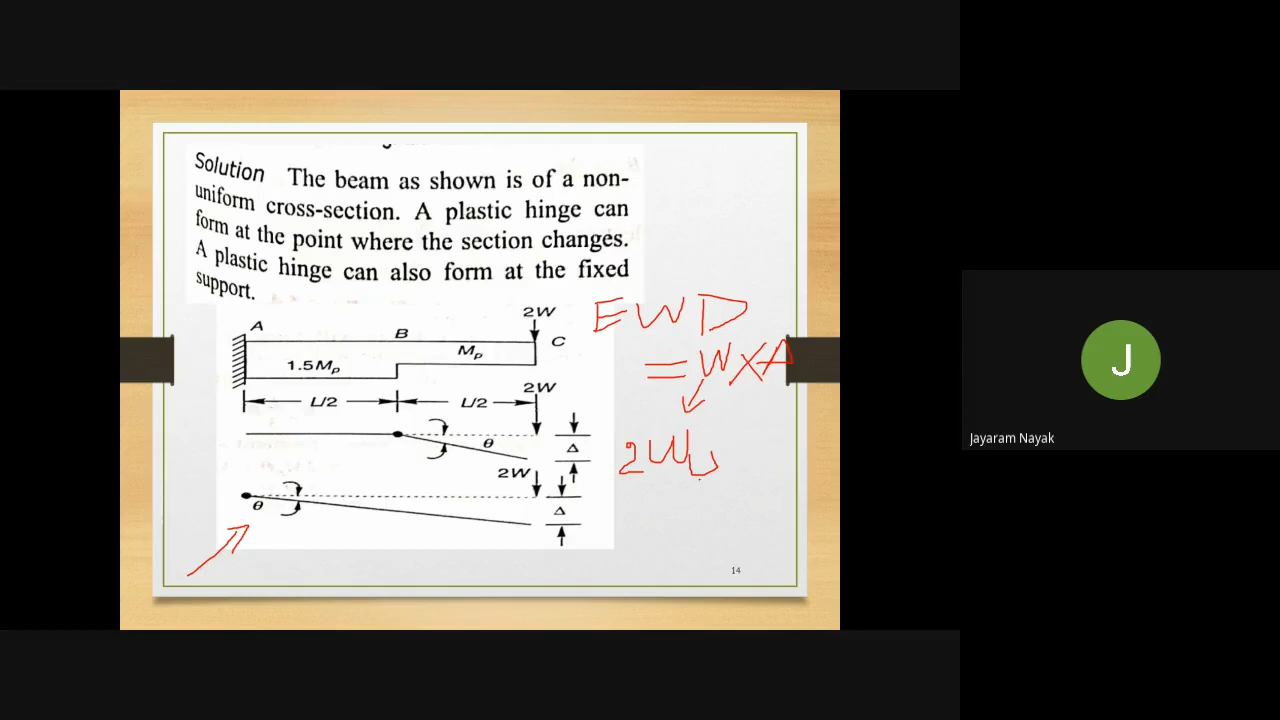 Solution The beam as shown is of a non-
uniform cross-section. A plastic hinge can
form at the point where the section changes.
A plastic hinge can also form at the fixed
support.
A
B
2W
C
1.5Mp
Mp
L/2
L/2
2W
θ
Δ
2W
θ
Δ
EWD
= W X Δ
2W
14
J
Jayaram Nayak